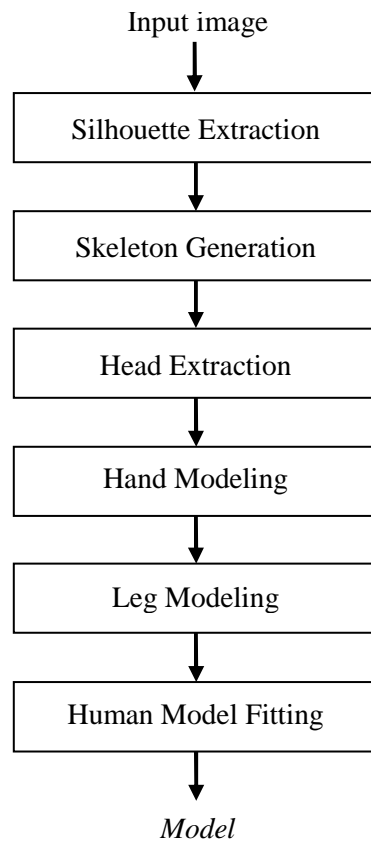 Input image
Silhouette Extraction
Skeleton Generation
Head Extraction
Hand Modeling
Leg Modeling
Human Model Fitting
Model